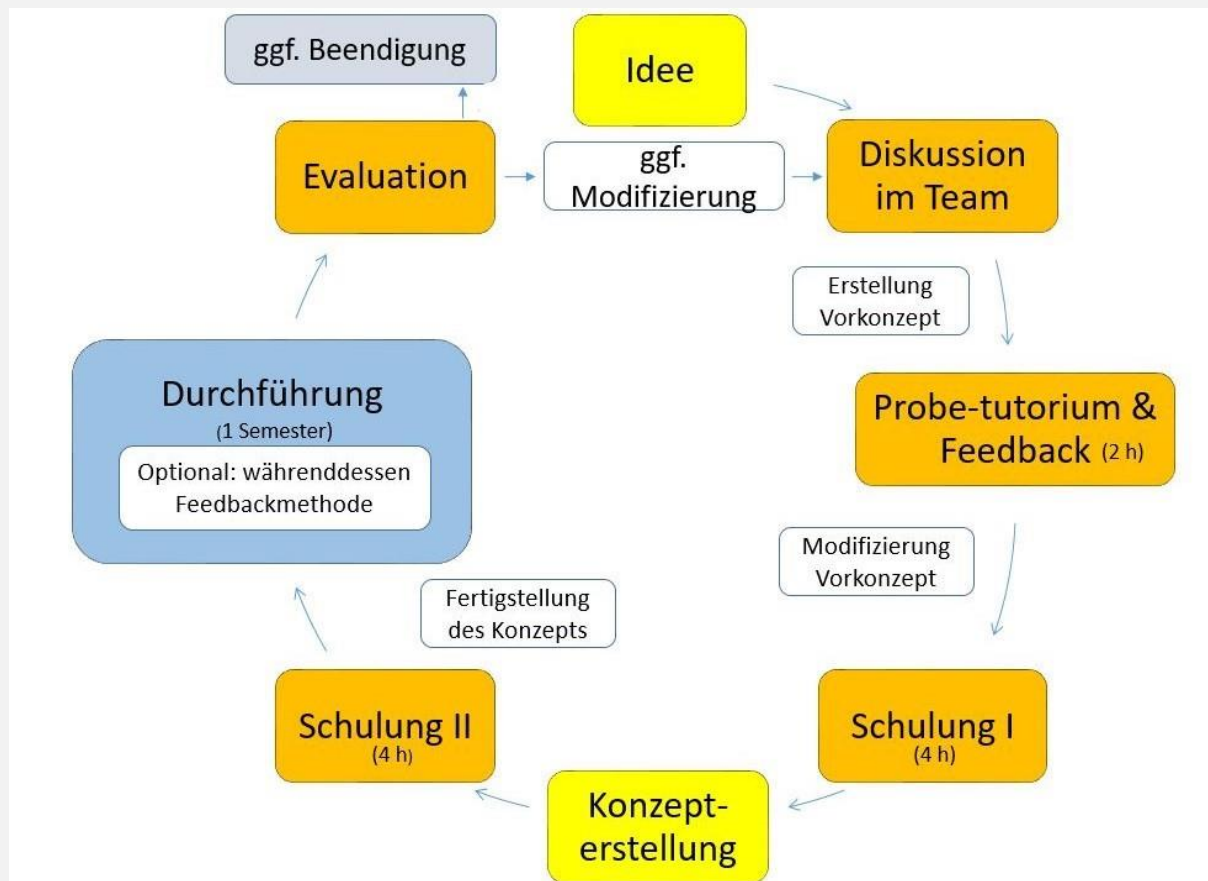 ggf. Beendigung
Idee
Evaluation
ggf.
Modifizierung
Diskussion
im Team
Erstellung
Vorkonzept
Durchführung
(1 Semester)
Optional: währenddessen
Feedbackmethode
Probe-tutorium &
Feedback (2 h)
Modifizierung
Vorkonzept
Fertigstellung
des Konzepts
Schulung II
(4 h)
Schulung I
(4 h)
Konzept-
erstellung